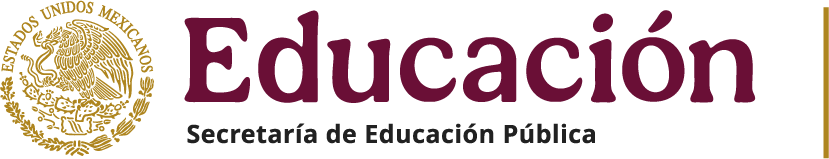 ESTADOS UNIDOS MEXICANOS
Educación
Secretaría de Educación Pública